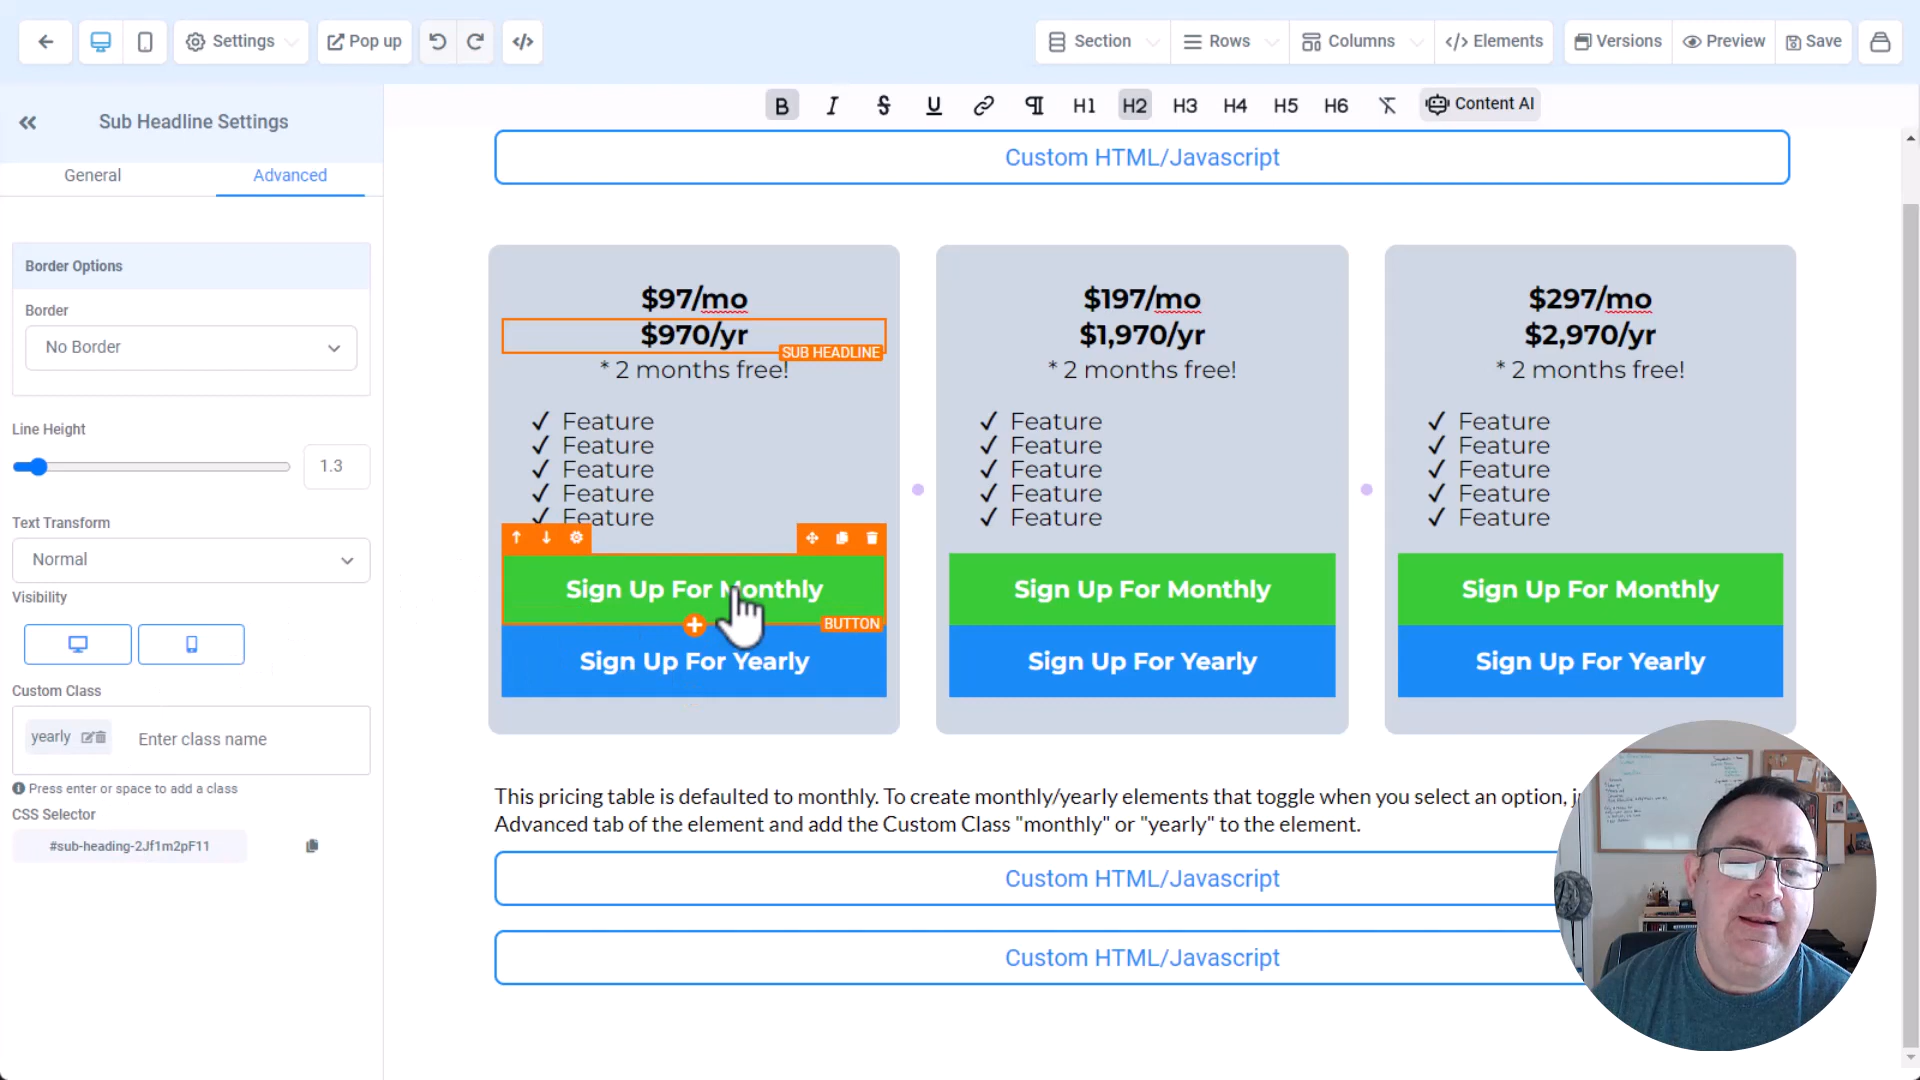 Settings
Pop up
Section
Rows
Columns
</> Elements
Versions
Preview
Save
Sub Headline Settings
General
Advanced
B I S U H1 H2 H3 H4 H5 H6
Content AI
Border Options
Border
No Border
Line Height
1.3
Text Transform
Normal
Visibility
Custom Class
yearly
Enter class name
Press enter or space to add a class
CSS Selector
#sub-heading-2Jf1m2pF11
Custom HTML/Javascript
$97/mo
$970/yr
SUB HEADLINE
* 2 months free!
✓ Feature
✓ Feature
✓ Feature
✓ Feature
✓ Feature
Sign Up For Monthly
BUTTON
Sign Up For Yearly
$197/mo
$1,970/yr
* 2 months free!
✓ Feature
✓ Feature
✓ Feature
✓ Feature
✓ Feature
Sign Up For Monthly
Sign Up For Yearly
$297/mo
$2,970/yr
* 2 months free!
✓ Feature
✓ Feature
✓ Feature
✓ Feature
✓ Feature
Sign Up For Monthly
Sign Up For Yearly
This pricing table is defaulted to monthly. To create monthly/yearly elements that toggle when you select an option,
Advanced tab of the element and add the Custom Class "monthly" or "yearly" to the element.
Custom HTML/Javascript
Custom HTML/Javascript